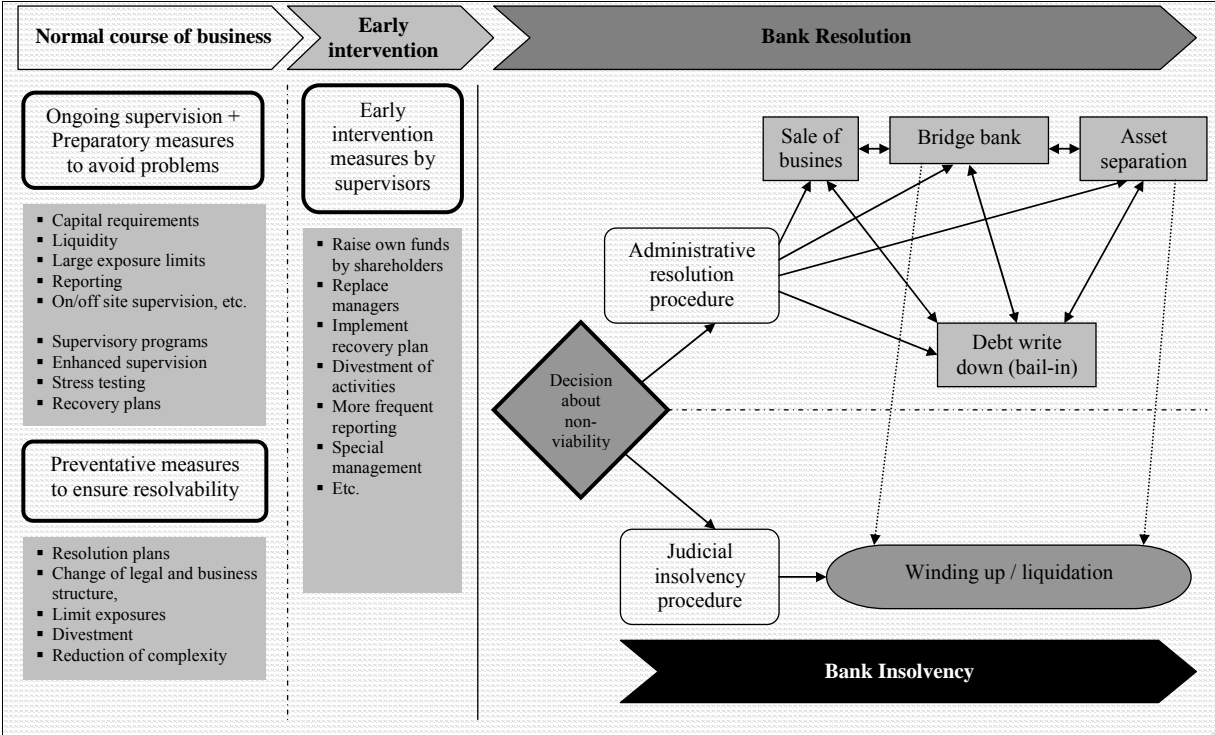 Normal course of business
Early
intervention
Bank Resolution
Ongoing supervision +
Preparatory measures
to avoid problems
▪ Capital requirements
▪ Liquidity
▪ Large exposure limits
▪ Reporting
▪ On/off site supervision, etc.
▪ Supervisory programs
▪ Enhanced supervision
▪ Stress testing
▪ Recovery plans
Preventative measures
to ensure resolvability
▪ Resolution plans
▪ Change of legal and business
structure,
▪ Limit exposures
▪ Divestment
▪ Reduction of complexity
Early
intervention
measures by
supervisors
▪ Raise own funds
by shareholders
▪ Replace
managers
▪ Implement
recovery plan
▪ Divestment of
activities
▪ More frequent
reporting
▪ Special
management
▪ Etc.
Sale of
busines
Bridge bank
Asset
separation
Administrative
resolution
procedure
Debt write
down (bail-in)
Decision
about
non-
viability
Judicial
insolvency
procedure
Winding up / liquidation
Bank Insolvency